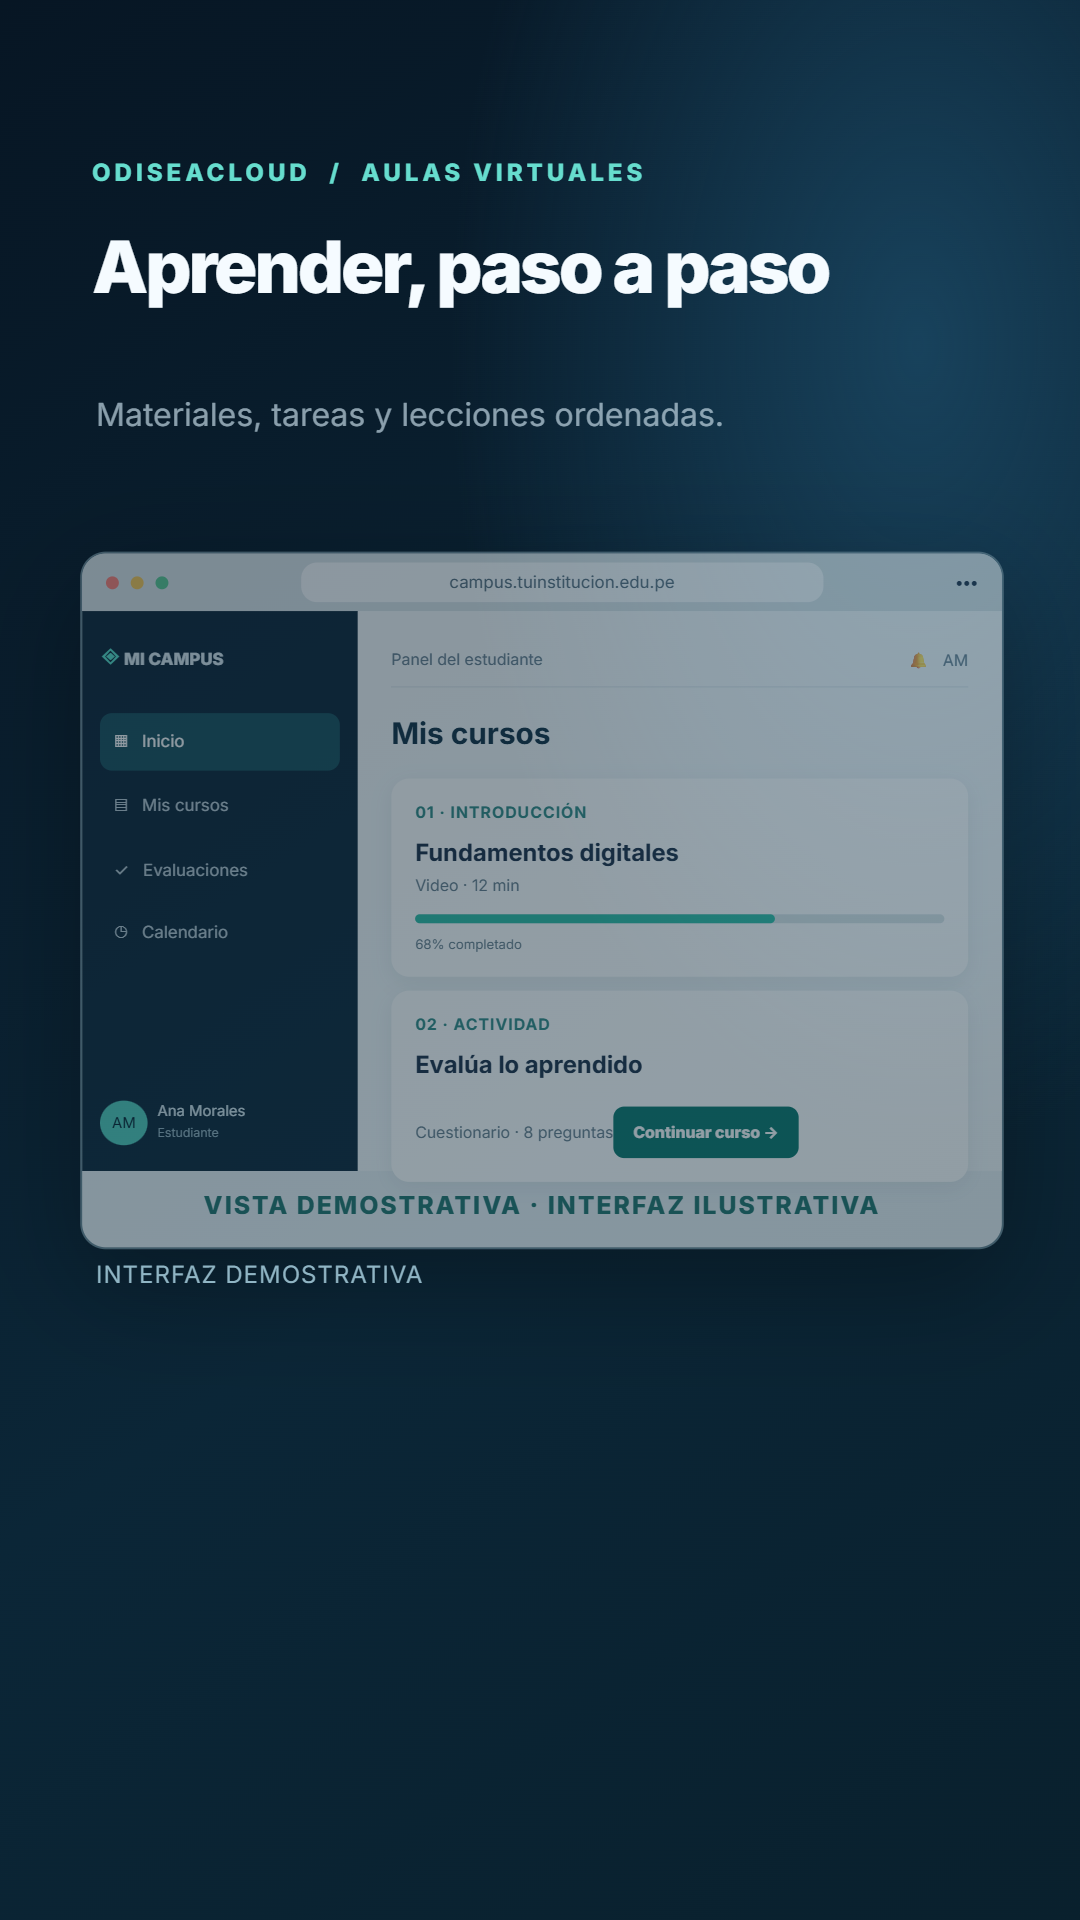 ODISEACLOUD / AULAS VIRTUALES
Aprender, paso a paso
Materiales, tareas y lecciones ordenadas.
campus.tuinstitucion.edu.pe
MI CAMPUS
Inicio
Mis cursos
Evaluaciones
Calendario
AM
Ana Morales
Estudiante
Panel del estudiante
AM
Mis cursos
01 · INTRODUCCIÓN
Fundamentos digitales
Video · 12 min
68% completado
02 · ACTIVIDAD
Evalúa lo aprendido
Cuestionario · 8 preguntas
Continuar curso →
VISTA DEMOSTRATIVA · INTERFAZ ILUSTRATIVA
INTERFAZ DEMOSTRATIVA